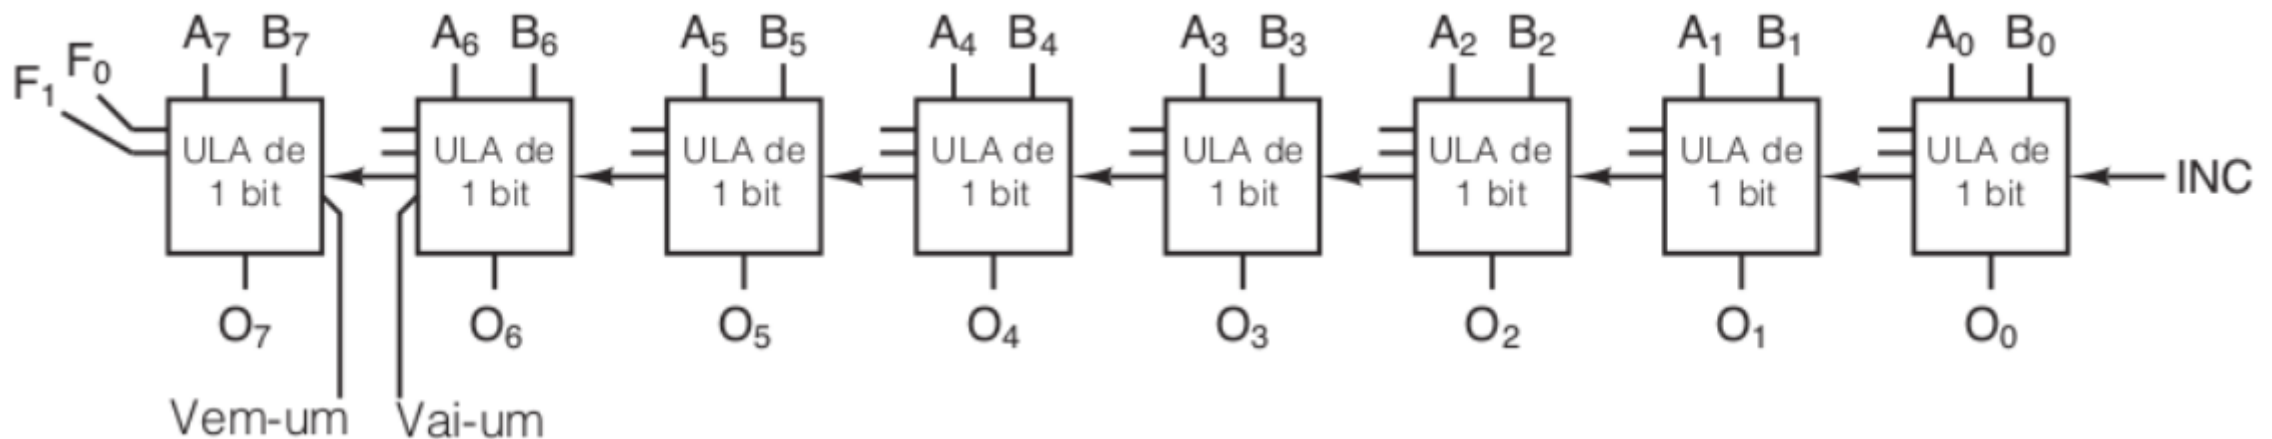 A₇ B₇ A₆ B₆ A₅ B₅ A₄ B₄ A₃ B₃ A₂ B₂ A₁ B₁ A₀ B₀
F₁ F₀
ULA de ULA de ULA de ULA de ULA de ULA de ULA de ULA de
1 bit 1 bit 1 bit 1 bit 1 bit 1 bit 1 bit 1 bit
INC
O₇ O₆ O₅ O₄ O₃ O₂ O₁ O₀
Vem-um Vai-um